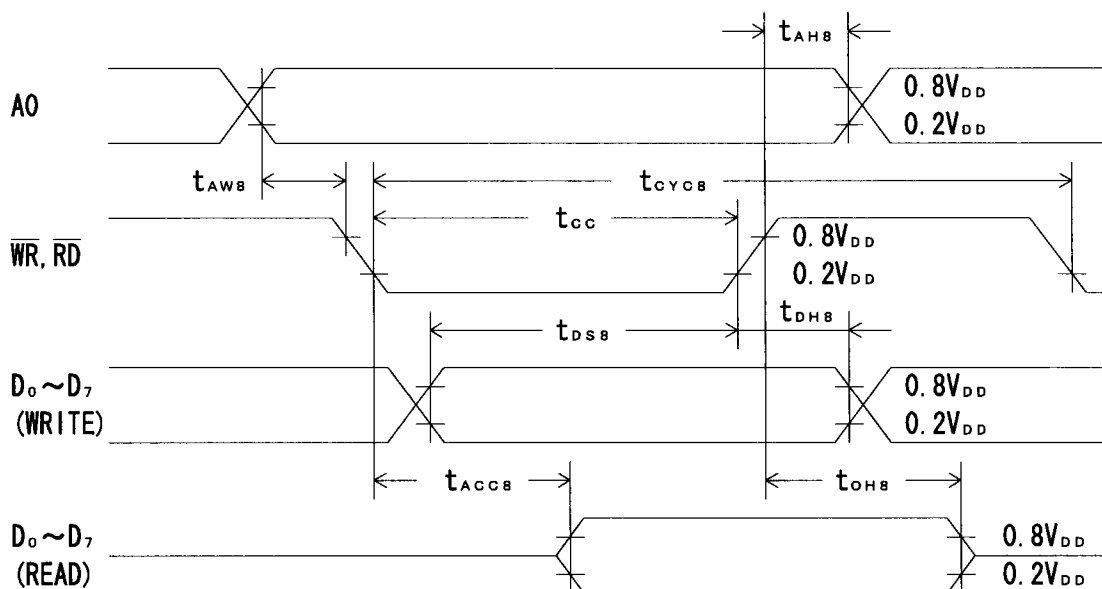 tAH8
A0
0.8VDD
0.2VDD
tAW8
tCYC8
tCC
WR, RD
0.8VDD
0.2VDD
tDS8
tDH8
D0~D7
(WRITE)
0.8VDD
0.2VDD
tACC8
tOH8
D0~D7
(READ)
0.8VDD
0.2VDD